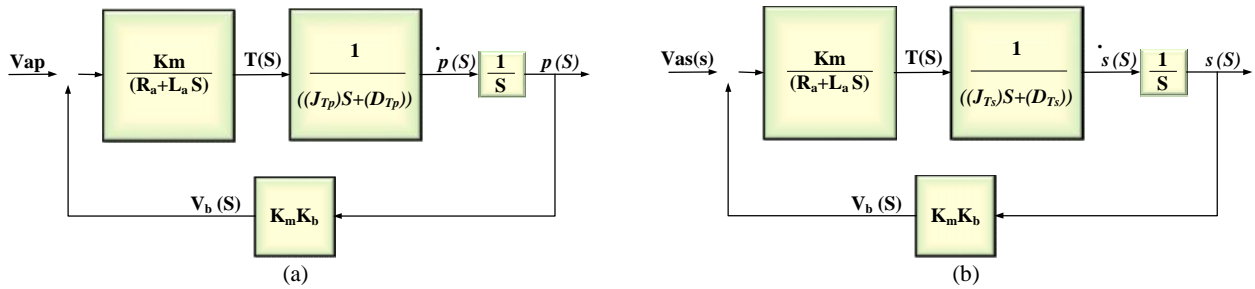 Vap
Km
(Ra+La S)
T(S)
1
((JTp)S+(DTp))
ṗ(S)
1
S
p(S)
Vb (S)
KmKb
(a)
Vas(s)
Km
(Ra+La S)
T(S)
1
((JTs)S+(DTs))
ṡ(S)
1
S
s(S)
Vb (S)
KmKb
(b)